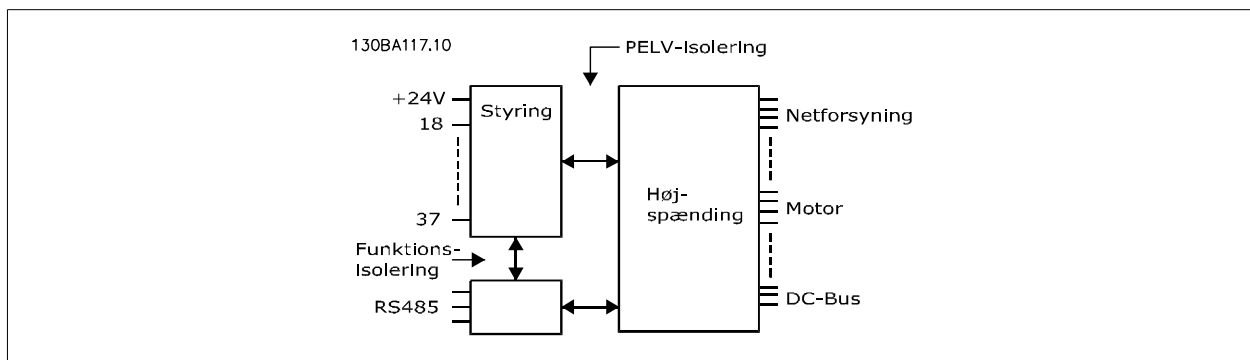 130BA117.10
PELV-Isolering
+24V
Styring
18
37
Netforsyning
Høj-
spænding
Motor
Funktions-
isolering
RS485
DC-Bus